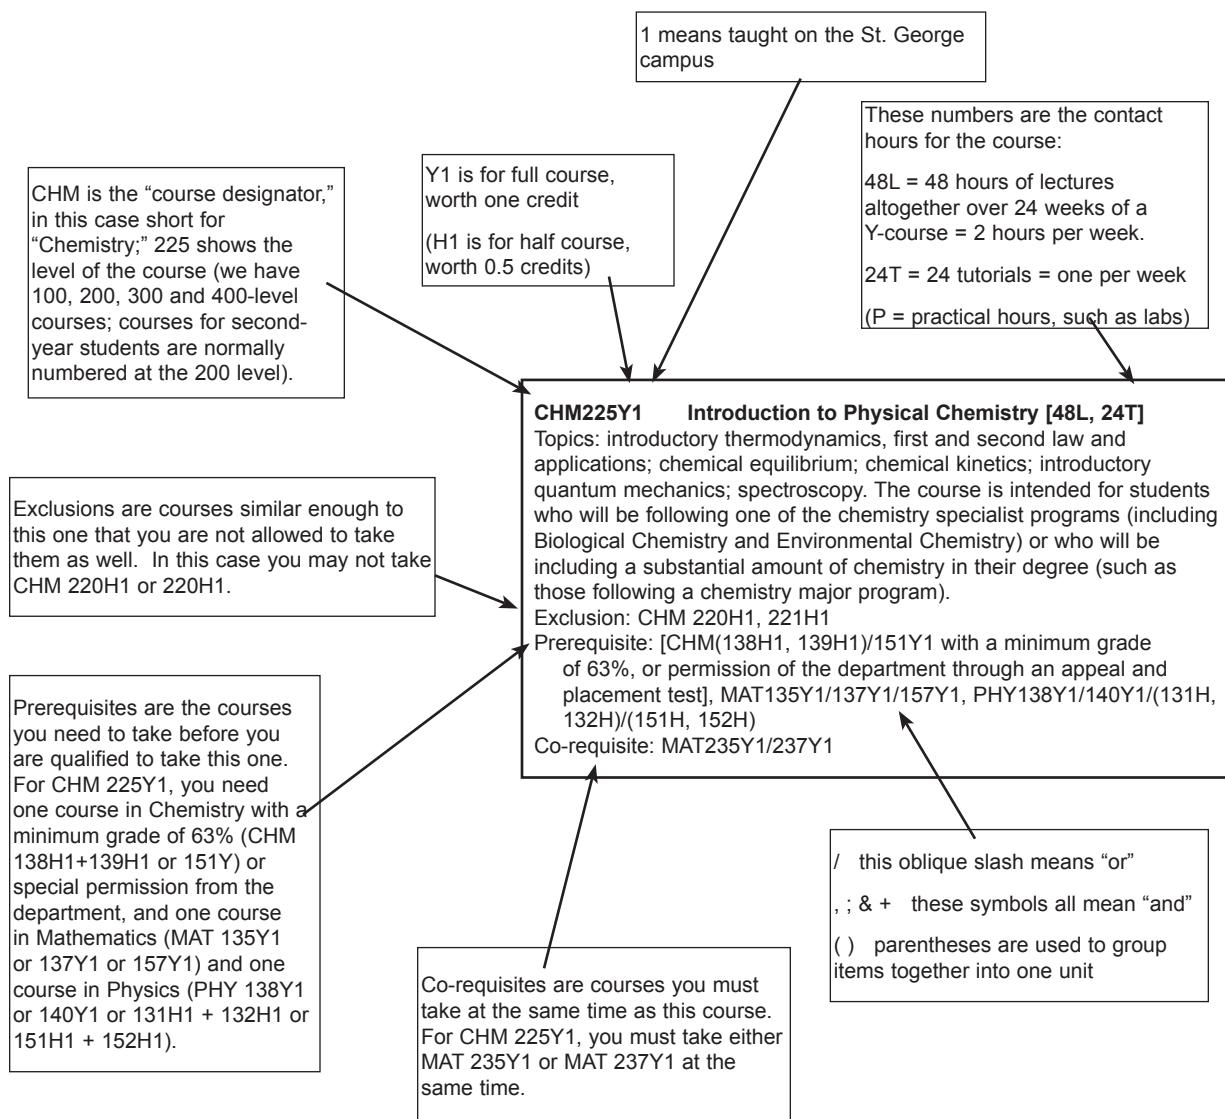 1 means taught on the St. George
campus
These numbers are the contact
hours for the course:
48L = 48 hours of lectures
altogether over 24 weeks of a
Y-course = 2 hours per week.
24T = 24 tutorials = one per week
(P = practical hours, such as labs)
Y1 is for full course,
worth one credit
(H1 is for half course,
worth 0.5 credits)
CHM is the “course designator,”
in this case short for
“Chemistry;” 225 shows the
level of the course (we have
100, 200, 300 and 400-level
courses; courses for second-
year students are normally
numbered at the 200 level).
CHM225Y1 Introduction to Physical Chemistry [48L, 24T]
Topics: introductory thermodynamics, first and second law and
applications; chemical equilibrium; chemical kinetics; introductory
quantum mechanics; spectroscopy. The course is intended for students
who will be following one of the chemistry specialist programs (including
Biological Chemistry and Environmental Chemistry) or who will be
including a substantial amount of chemistry in their degree (such as
those following a chemistry major program).
Exclusion: CHM 220H1, 221H1
Prerequisite: [CHM(138H1, 139H1)/151Y1 with a minimum grade
of 63%, or permission of the department through an appeal and
placement test], MAT135Y1/137Y1/157Y1, PHY138Y1/140Y1/(131H,
132H)/(151H, 152H)
Co-requisite: MAT235Y1/237Y1
Exclusions are courses similar enough to
this one that you are not allowed to take
them as well. In this case you may not take
CHM 220H1 or 220H1.
Prerequisites are the courses
you need to take before you
are qualified to take this one.
For CHM 225Y1, you need
one course in Chemistry with a
minimum grade of 63% (CHM
138H1+139H1 or 151Y) or
special permission from the
department, and one course
in Mathematics (MAT 135Y1
or 137Y1 or 157Y1) and one
course in Physics (PHY 138Y1
or 140Y1 or 131H1 + 132H1 or
151H1 + 152H1).
Co-requisites are courses you must
take at the same time as this course.
For CHM 225Y1, you must take either
MAT 235Y1 or MAT 237Y1 at the
same time.
/ this oblique slash means “or”
, ; & + these symbols all mean “and”
( ) parentheses are used to group
items together into one unit